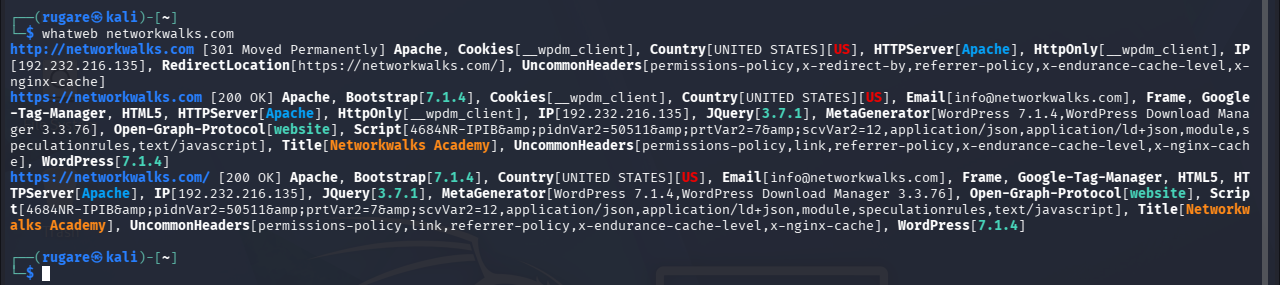 ┌──(rugare㉿kali)-[~]
└─$ whatweb networkwalks.com
http://networkwalks.com [301 Moved Permanently] Apache, Cookies[__wpdm_client], Country[UNITED STATES][US], HTTPServer[Apache], HttpOnly[__wpdm_client], IP
[192.232.216.135], RedirectLocation[https://networkwalks.com/], UncommonHeaders[permissions-policy,x-redirect-by,referrer-policy,x-endurance-cache-level,x-
nginx-cache]
https://networkwalks.com [200 OK] Apache, Bootstrap[7.1.4], Cookies[__wpdm_client], Country[UNITED STATES][US], Email[info@networkwalks.com], Frame, Google
-Tag-Manager, HTML5, HTTPServer[Apache], HttpOnly[__wpdm_client], IP[192.232.216.135], JQuery[3.7.1], MetaGenerator[WordPress 7.1.4,WordPress Download Mana
ger 3.3.76], Open-Graph-Protocol[website], Script[4684NR-IPIB&amp;pidnVar2=50511&amp;prtVar2=7&amp;scvVar2=12,application/json,application/ld+json,module,s
peculationrules,text/javascript], Title[Networkwalks Academy], UncommonHeaders[permissions-policy,link,referrer-policy,x-endurance-cache-level,x-nginx-cach
e], WordPress[7.1.4]
https://networkwalks.com/ [200 OK] Apache, Bootstrap[7.1.4], Country[UNITED STATES][US], Email[info@networkwalks.com], Frame, Google-Tag-Manager, HTML5, HT
TPServer[Apache], IP[192.232.216.135], JQuery[3.7.1], MetaGenerator[WordPress 7.1.4,WordPress Download Manager 3.3.76], Open-Graph-Protocol[website], Scrip
t[4684NR-IPIB&amp;pidnVar2=50511&amp;prtVar2=7&amp;scvVar2=12,application/json,application/ld+json,module,speculationrules,text/javascript], Title[Networkw
alks Academy], UncommonHeaders[permissions-policy,link,referrer-policy,x-endurance-cache-level,x-nginx-cache], WordPress[7.1.4]
┌──(rugare㉿kali)-[~]
└─$